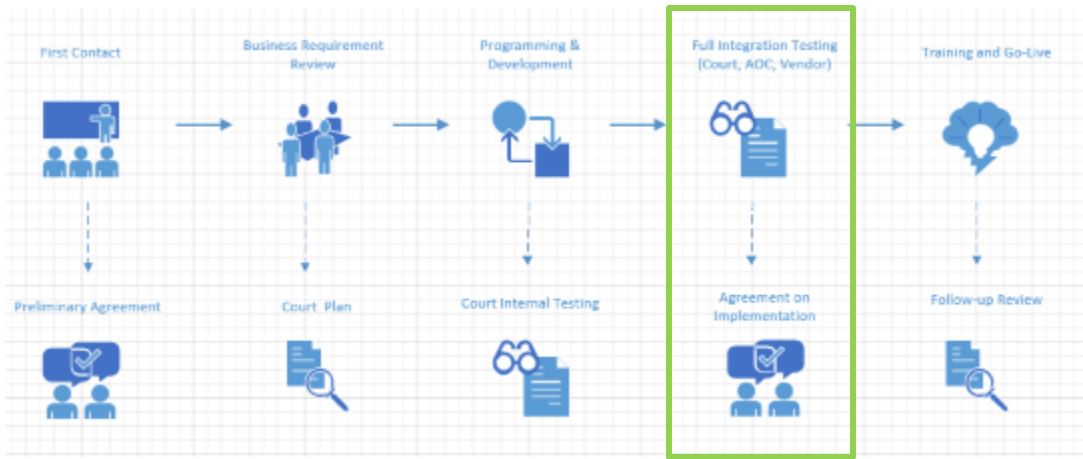 First Contact
Business Requirement
Review
Programming &
Development
Full Integration Testing
(Court, AOC, Vendor)
Training and Go-Live
Preliminary Agreement
Court Plan
Court Internal Testing
Agreement on
Implementation
Follow-up Review